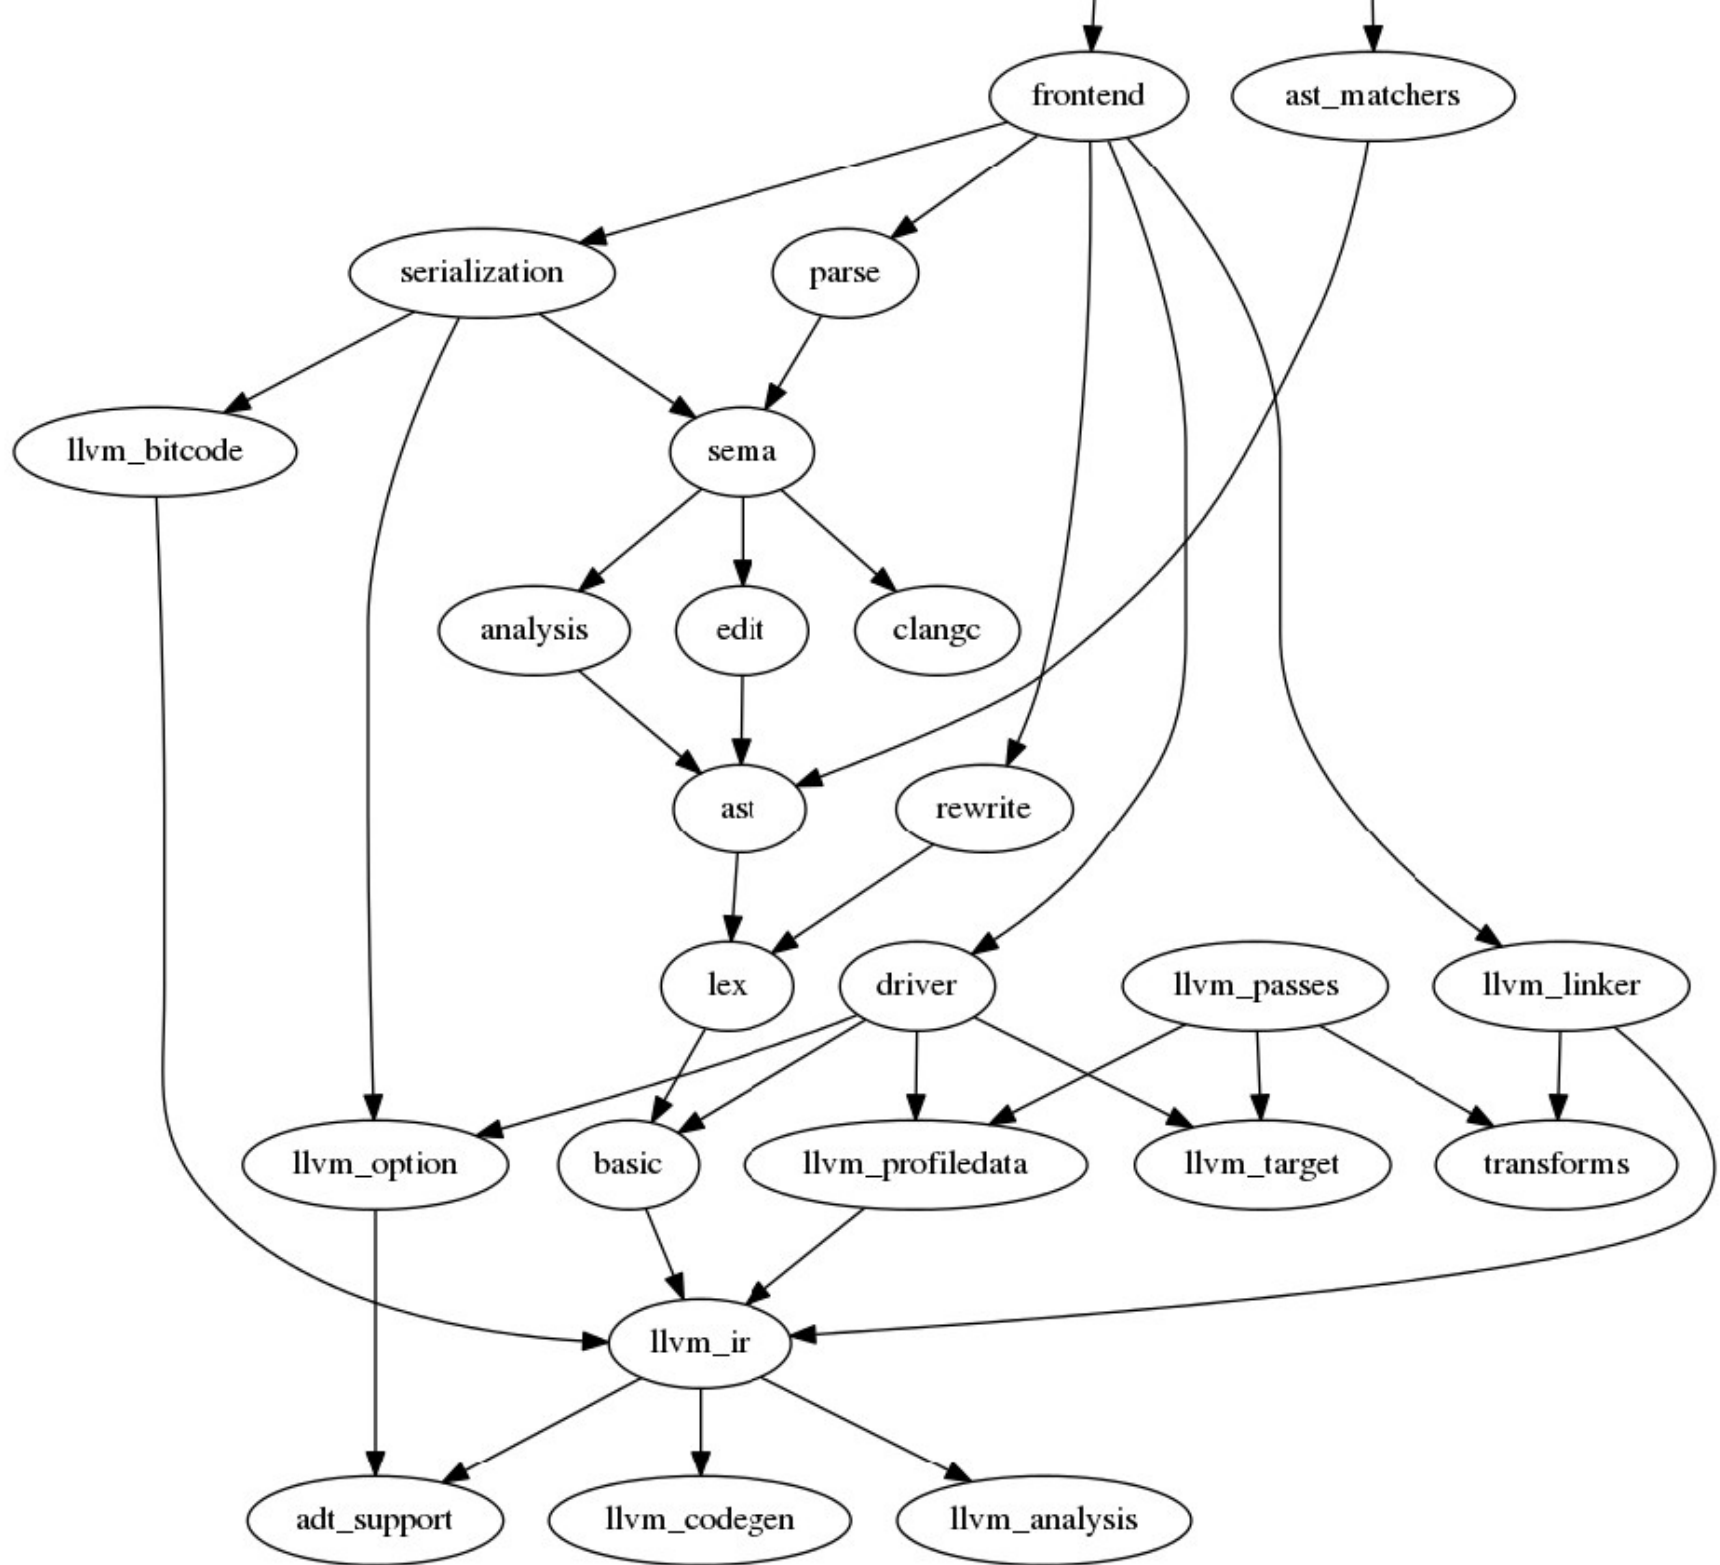 frontend
ast_matchers
serialization
parse
llvm_bitcode
sema
analysis
edit
clangc
ast
rewrite
lex
driver
llvm_passes
llvm_linker
llvm_option
basic
llvm_profiledata
llvm_target
transforms
llvm_ir
adt_support
llvm_codegen
llvm_analysis